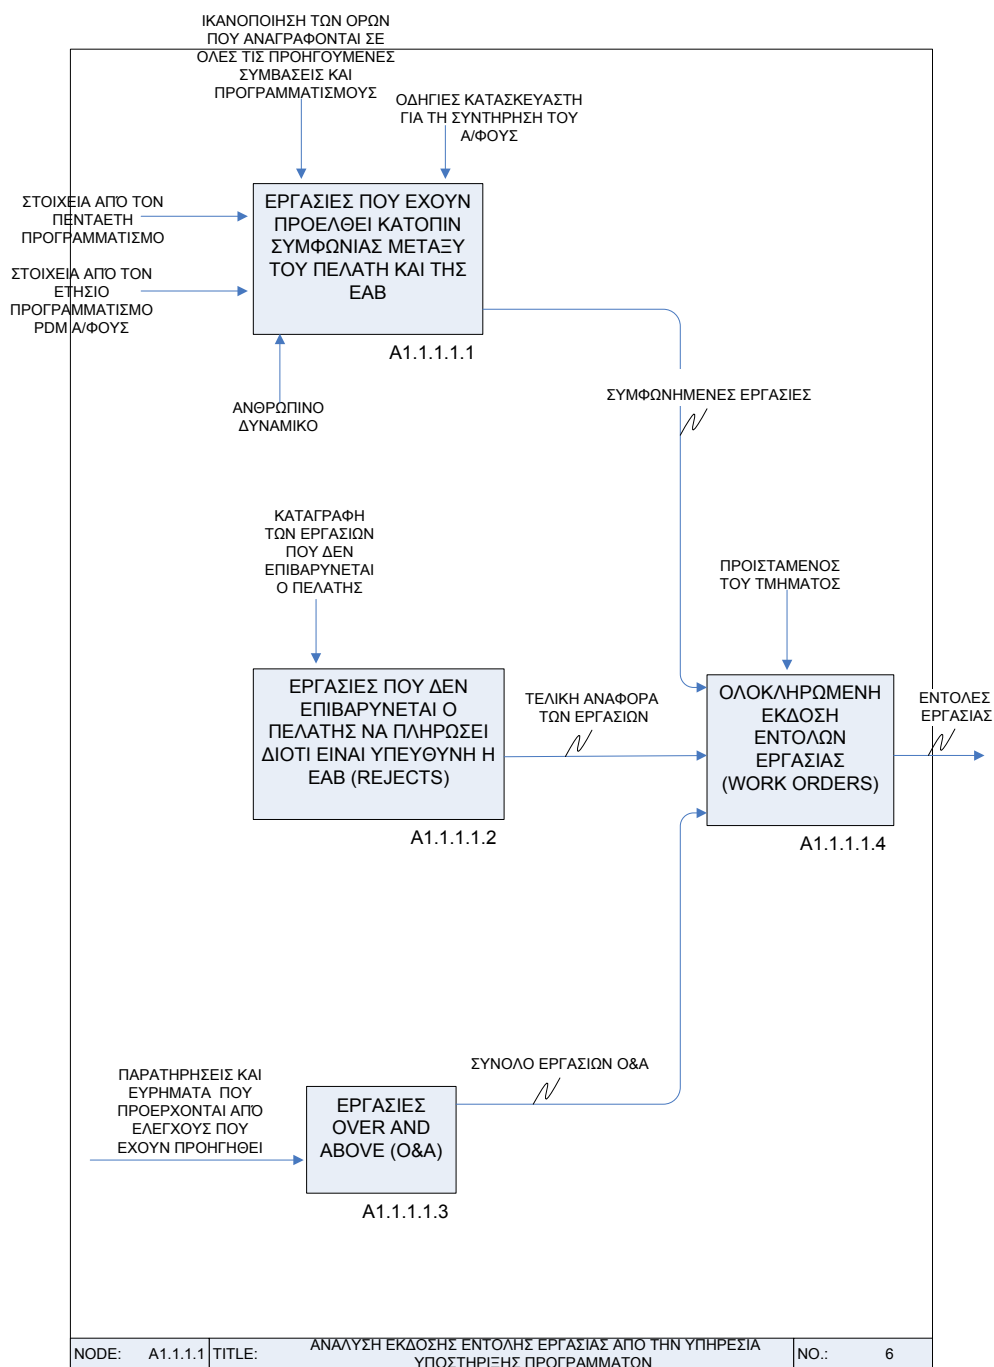 ΙΚΑΝΟΠΟΙΗΣΗ ΤΩΝ ΟΡΩΝ
ΠΟΥ ΑΝΑΓΡΑΦΟΝΤΑΙ ΣΕ
ΟΛΕΣ ΤΙΣ ΠΡΟΗΓΟΥΜΕΝΕΣ
ΣΥΜΒΑΣΕΙΣ ΚΑΙ
ΠΡΟΓΡΑΜΜΑΤΙΣΜΟΥΣ
ΟΔΗΓΙΕΣ ΚΑΤΑΣΚΕΥΑΣΤΗ
ΓΙΑ ΤΗ ΣΥΝΤΗΡΗΣΗ ΤΟΥ
Α/ΦΟΥΣ
ΣΤΟΙΧΕΙΑ ΑΠΌ ΤΟΝ
ΠΕΝΤΑΕΤΗ
ΠΡΟΓΡΑΜΜΑΤΙΣΜΟ
ΣΤΟΙΧΕΙΑ ΑΠΌ ΤΟΝ
ΕΤΗΣΙΟ
ΠΡΟΓΡΑΜΜΑΤΙΣΜΟ
PDM Α/ΦΟΥΣ
ΕΡΓΑΣΙΕΣ ΠΟΥ ΕΧΟΥΝ
ΠΡΟΕΛΘΕΙ ΚΑΤΟΠΙΝ
ΣΥΜΦΩΝΙΑΣ ΜΕΤΑΞΥ
ΤΟΥ ΠΕΛΑΤΗ ΚΑΙ ΤΗΣ
ΕΑΒ
Α1.1.1.1.1
ΑΝΘΡΩΠΙΝΟ
ΔΥΝΑΜΙΚΟ
ΣΥΜΦΩΝΗΜΕΝΕΣ ΕΡΓΑΣΙΕΣ
ΚΑΤΑΓΡΑΦΗ
ΤΩΝ ΕΡΓΑΣΙΩΝ
ΠΟΥ ΔΕΝ
ΕΠΙΒΑΡΥΝΕΤΑΙ
Ο ΠΕΛΑΤΗΣ
ΠΡΟΙΣΤΑΜΕΝΟΣ
ΤΟΥ ΤΜΗΜΑΤΟΣ
ΕΡΓΑΣΙΕΣ ΠΟΥ ΔΕΝ
ΕΠΙΒΑΡΥΝΕΤΑΙ Ο
ΠΕΛΑΤΗΣ ΝΑ ΠΛΗΡΩΣΕΙ
ΔΙΟΤΙ ΕΙΝΑΙ ΥΠΕΥΘΥΝΗ Η
ΕΑΒ (REJECTS)
Α1.1.1.1.2
ΤΕΛΙΚΗ ΑΝΑΦΟΡΑ
ΤΩΝ ΕΡΓΑΣΙΩΝ
ΟΛΟΚΛΗΡΩΜΕΝΗ
ΕΚΔΟΣΗ
ΕΝΤΟΛΩΝ
ΕΡΓΑΣΙΑΣ
(WORK ORDERS)
Α1.1.1.1.4
ΕΝΤΟΛΕΣ
ΕΡΓΑΣΙΑΣ
ΣΥΝΟΛΟ ΕΡΓΑΣΙΩΝ O&A
ΠΑΡΑΤΗΡΗΣΕΙΣ ΚΑΙ
ΕΥΡΗΜΑΤΑ ΠΟΥ
ΠΡΟΕΡΧΟΝΤΑΙ ΑΠΌ
ΕΛΕΓΧΟΥΣ ΠΟΥ
ΕΧΟΥΝ ΠΡΟΗΓΗΘΕΙ
ΕΡΓΑΣΙΕΣ
OVER AND
ABOVE (O&A)
Α1.1.1.1.3
NODE: A1.1.1.1 TITLE: ΑΝΑΛΥΣΗ ΕΚΔΟΣΗΣ ΕΝΤΟΛΗΣ ΕΡΓΑΣΙΑΣ ΑΠΟ ΤΗΝ ΥΠΗΡΕΣΙΑ
ΥΠΟΣΤΗΡΙΞΗΣ ΠΡΟΓΡΑΜΜΑΤΩΝ NO.: 6